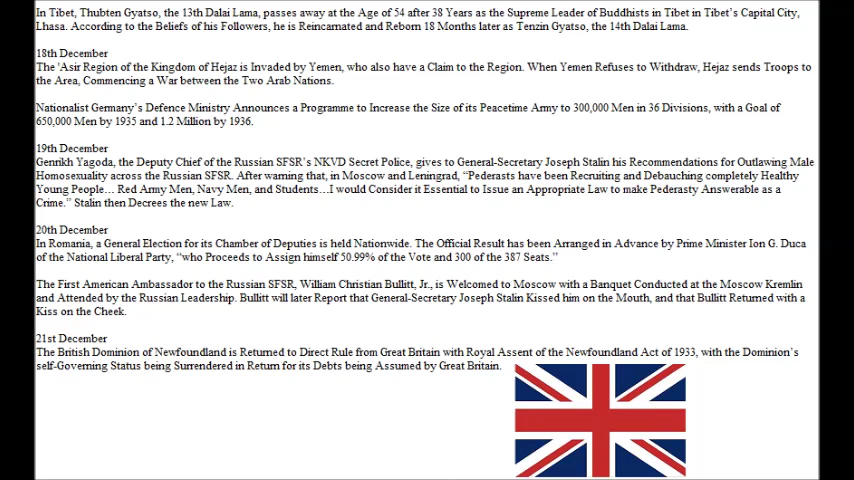 In Tibet, Thubten Gyatso, the 13th Dalai Lama, passes away at the Age of 54 after 38 Years as the Supreme Leader of Buddhists in Tibet in Tibet's Capital City,
Lhasa. According to the Beliefs of his Followers, he is Reincarnated and Reborn 18 Months later as Tenzin Gyatso, the 14th Dalai Lama.
18th December
The 'Asir Region of the Kingdom of Hejaz is Invaded by Yemen, who also have a Claim to the Region. When Yemen Refuses to Withdraw, Hejaz sends Troops to
the Area, Commencing a War between the Two Arab Nations.
Nationalist Germany's Defence Ministry Announces a Programme to Increase the Size of its Peacetime Army to 300,000 Men in 36 Divisions, with a Goal of
650,000 Men by 1935 and 1.2 Million by 1936.
19th December
Genrikh Yagoda, the Deputy Chief of the Russian SFSR's NKVD Secret Police, gives to General-Secretary Joseph Stalin his Recommendations for Outlawing Male
Homosexuality across the Russian SFSR. After warning that, in Moscow and Leningrad, “Pederasts have been Recruiting and Debauching completely Healthy
Young People… Red Army Men, Navy Men, and Students…I would Consider it Essential to Issue an Appropriate Law to make Pederasty Answerable as a
Crime.” Stalin then Decrees the new Law.
20th December
In Romania, a General Election for its Chamber of Deputies is held Nationwide. The Official Result has been Arranged in Advance by Prime Minister Ion G. Duca
of the National Liberal Party, “who Proceeds to Assign himself 50.99% of the Vote and 300 of the 387 Seats.”
The First American Ambassador to the Russian SFSR, William Christian Bullitt, Jr., is Welcomed to Moscow with a Banquet Conducted at the Moscow Kremlin
and Attended by the Russian Leadership. Bullitt will later Report that General-Secretary Joseph Stalin Kissed him on the Mouth, and that Bullitt Returned with a
Kiss on the Cheek.
21st December
The British Dominion of Newfoundland is Returned to Direct Rule from Great Britain with Royal Assent of the Newfoundland Act of 1933, with the Dominion's
self-Governing Status being Surrendered in Return for its Debts being Assumed by Great Britain.